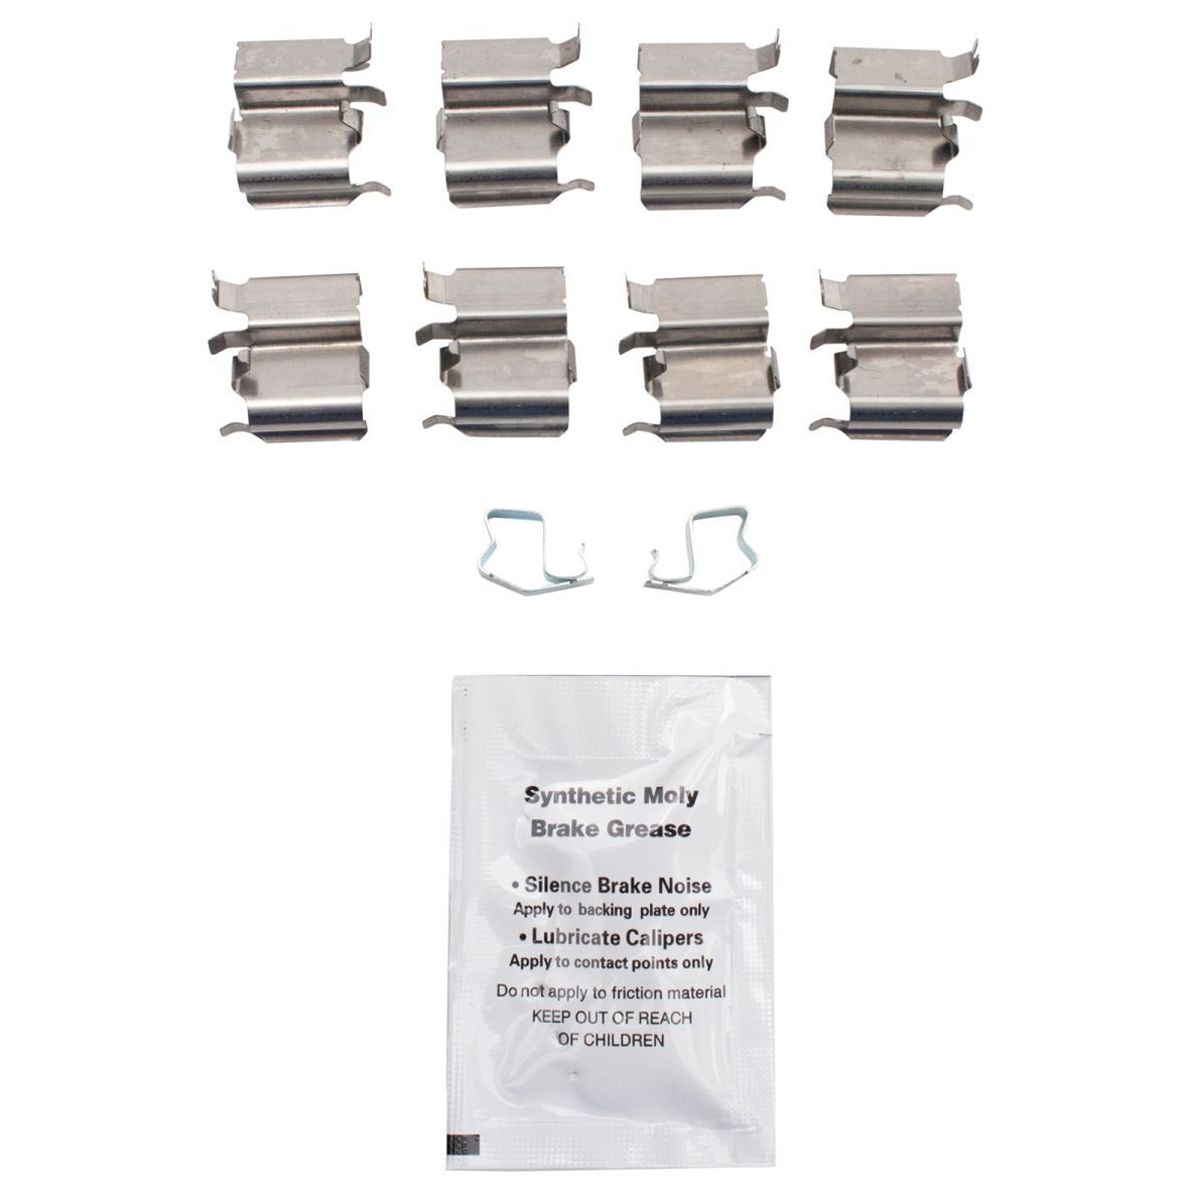 Synthetic Moly
Brake Grease
• Silence Brake Noise
Apply to backing plate only
• Lubricate Calipers
Apply to contact points only
Do not apply to friction material
KEEP OUT OF REACH
OF CHILDREN